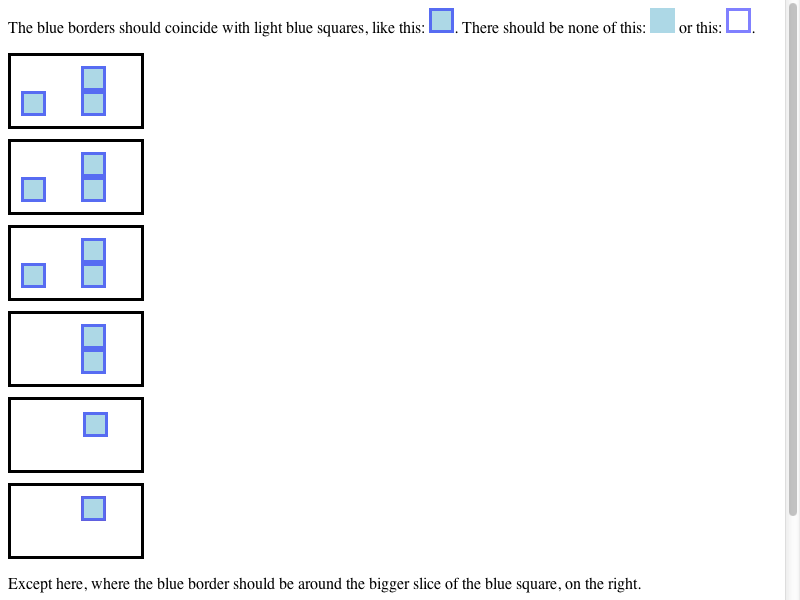 The blue borders should coincide with light blue squares, like this: . There should be none of this: or this: .
Except here, where the blue border should be around the bigger slice of the blue square, on the right.